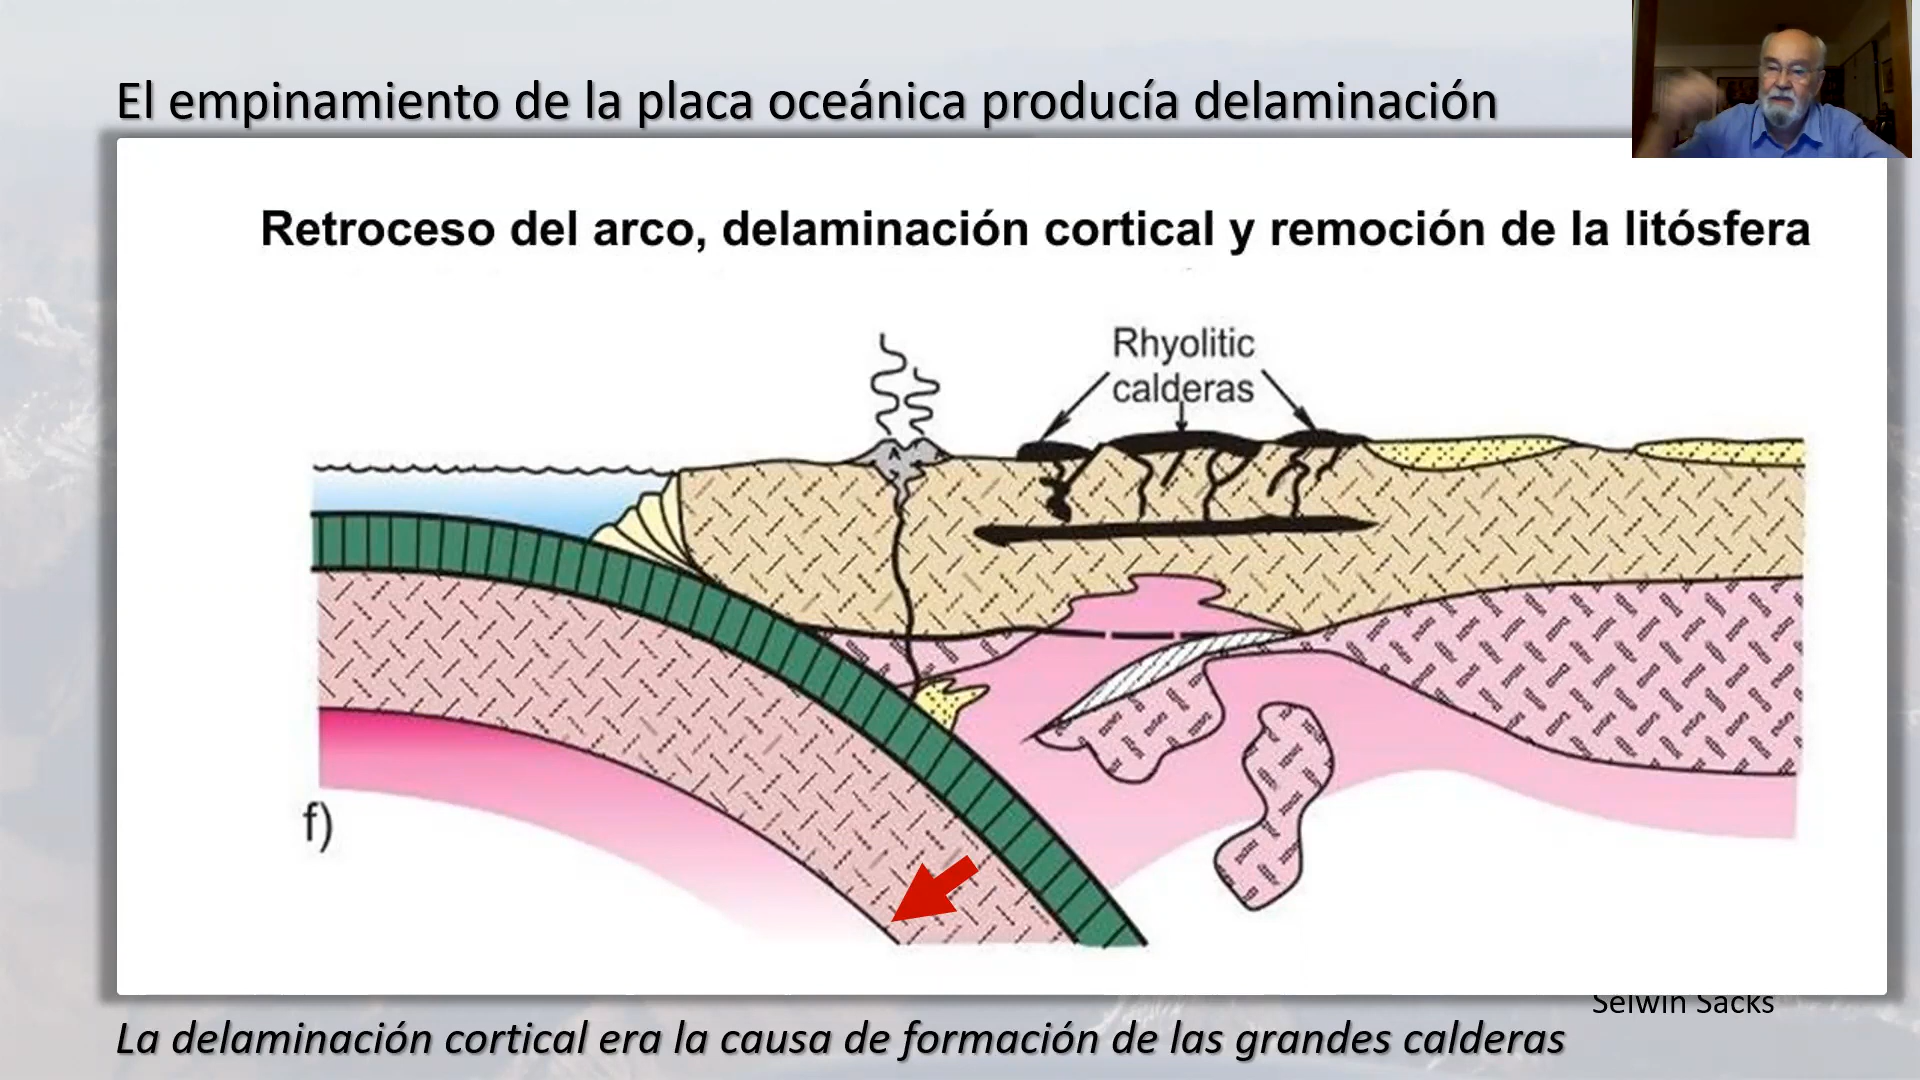 El empinamiento de la placa oceánica producía delaminación
Retroceso del arco, delaminación cortical y remoción de la litósfera
Rhyolitic
calderas
A
f)
Selwin Sacks
La delaminación cortical era la causa de formación de las grandes calderas